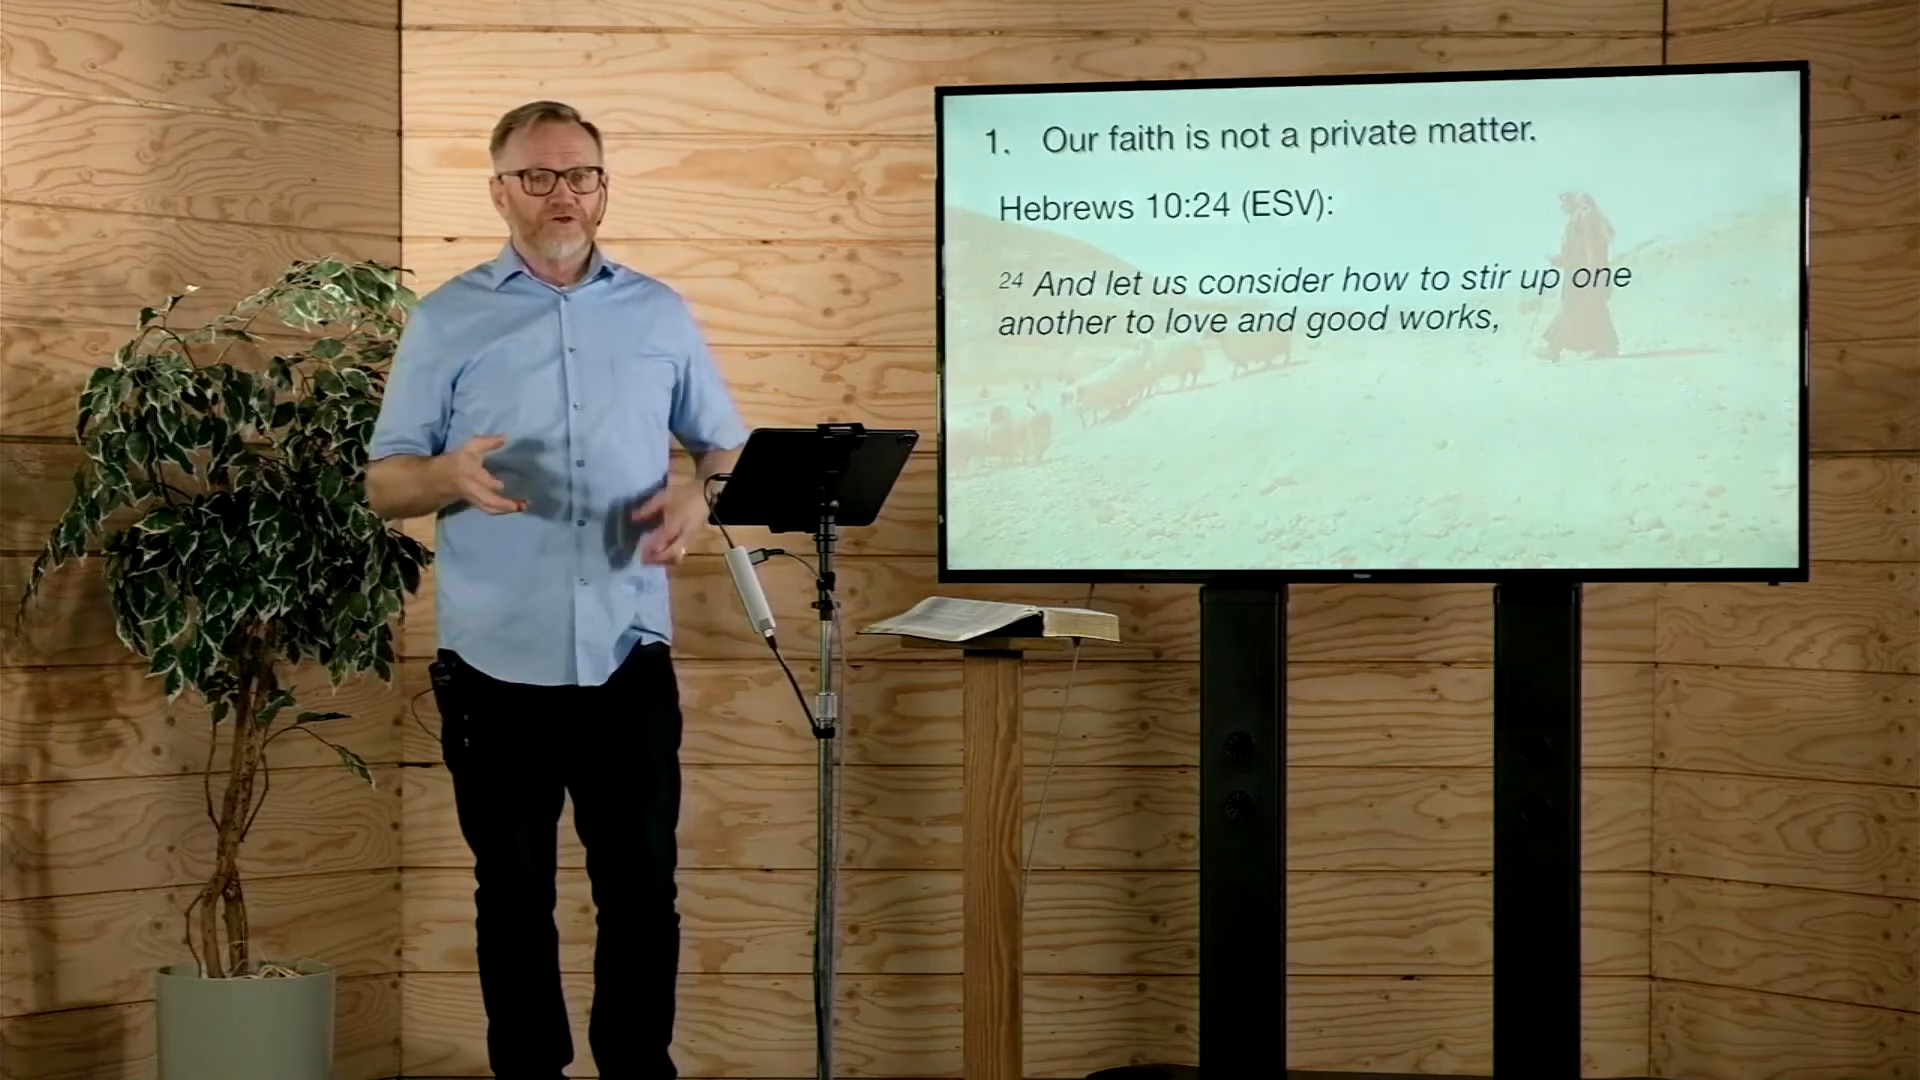 1. Our faith is not a private matter.
Hebrews 10:24 (ESV):
24 And let us consider how to stir up one
another to love and good works,